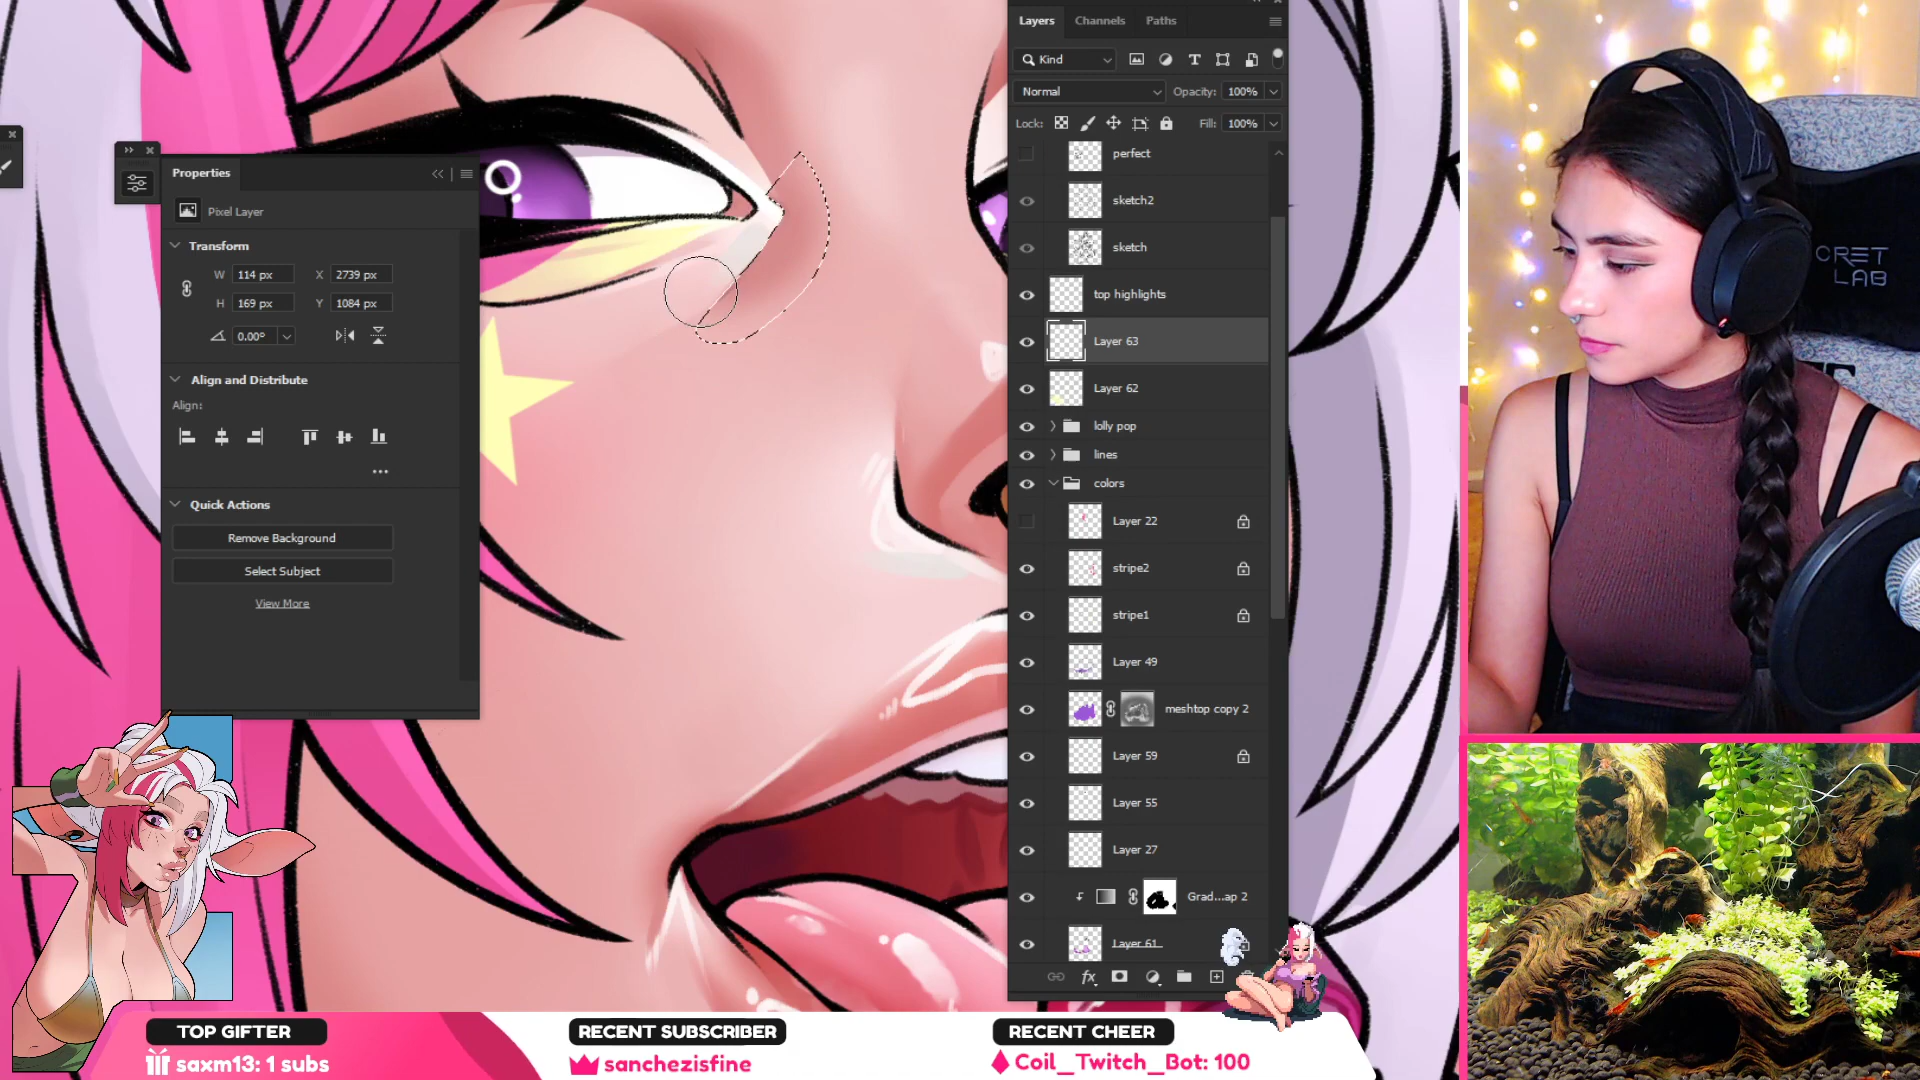 Properties
Pixel Layer
Transform
W 114 px X 2739 px
H 169 px Y 1084 px
0.00°
Align and Distribute
Align:
Quick Actions
Remove Background
Select Subject
View More
Layers Channels Paths
Kind
Normal Opacity: 100%
Lock: Fill: 100%
perfect
sketch2
sketch
top highlights
Layer 63
Layer 62
lolly pop
lines
colors
Layer 22
stripe2
stripe1
Layer 49
meshtop copy 2
Layer 59
Layer 55
Layer 27
Grad...ap 2
Layer 61
fx
CRET
LAB
TOP GIFTER
saxm13: 1 subs
RECENT SUBSCRIBER
sanchezisfine
RECENT CHEER
Coil_Twitch_Bot: 100